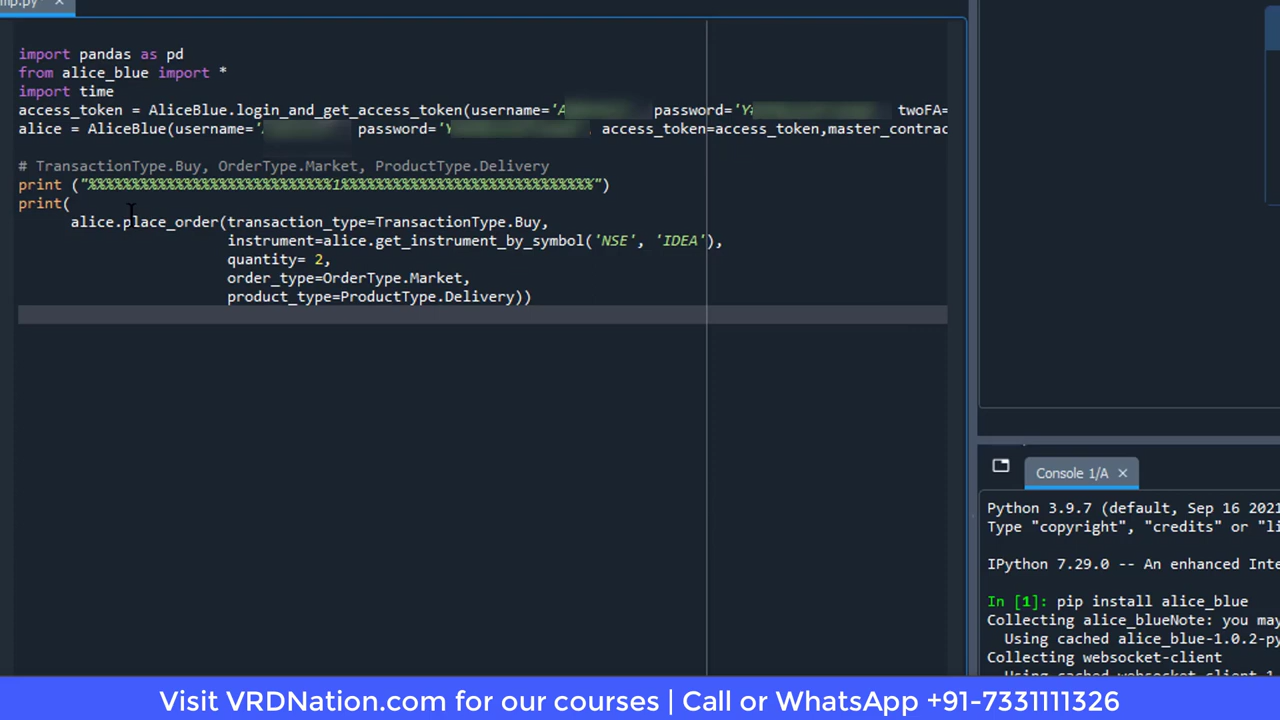 mp.py ×
import pandas as pd
from alice_blue import *
import time
access_token = AliceBlue.login_and_get_access_token(username='A password='Y twoFA=
alice = AliceBlue(username=' password='Y access_token=access_token,master_contrac
# TransactionType.Buy, OrderType.Market, ProductType.Delivery
print ("%%%%%%%%%%%%%%%%%%%%%%%%%%%%1%%%%%%%%%%%%%%%%%%%%%%%%%%%%%")
print(
alice.place_order(transaction_type=TransactionType.Buy,
instrument=alice.get_instrument_by_symbol('NSE', 'IDEA'),
quantity= 2,
order_type=OrderType.Market,
product_type=ProductType.Delivery))
Console 1/A ×
Python 3.9.7 (default, Sep 16 2021
Type "copyright", "credits" or "li
IPython 7.29.0 -- An enhanced Inte
In [1]: pip install alice_blue
Collecting alice_blueNote: you may
Using cached alice_blue-1.0.2-py
Collecting websocket-client
Using cached websocket_client-1
Visit VRDNation.com for our courses | Call or WhatsApp +91-7331111326